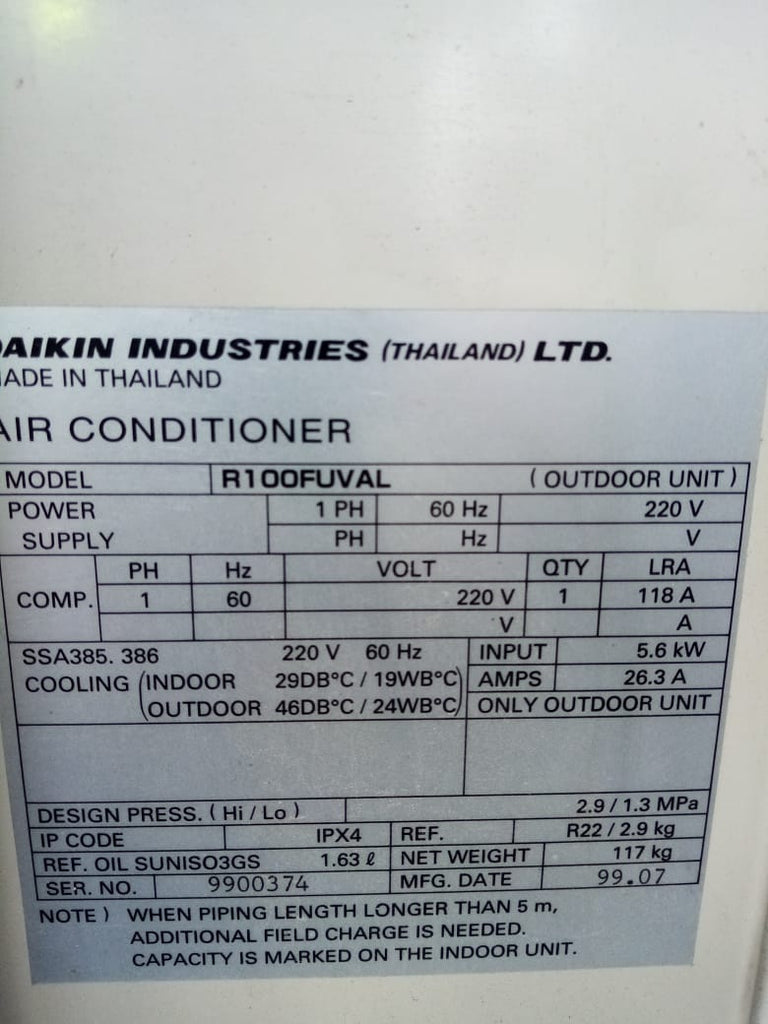 AIKIN INDUSTRIES (THAILAND) LTD.
ADE IN THAILAND
AIR CONDITIONER
MODEL R100FUVAL (OUTDOOR UNIT)
POWER SUPPLY 1 PH 60 Hz 220 V
PH Hz V
PH Hz VOLT QTY LRA
COMP. 1 60 220 V 1 118 A
V A
SSA385. 386 220 V 60 Hz INPUT 5.6 kW
COOLING (INDOOR 29DB°C / 19WB°C) AMPS 26.3 A
(OUTDOOR 46DB°C / 24WB°C) ONLY OUTDOOR UNIT
DESIGN PRESS. (Hi / Lo) 2.9 / 1.3 MPa
IP CODE IPX4 REF. R22 / 2.9 kg
REF. OIL SUNISO3GS 1.63 ℓ NET WEIGHT 117 kg
SER. NO. 9900374 MFG. DATE 99.07
NOTE ) WHEN PIPING LENGTH LONGER THAN 5 m,
ADDITIONAL FIELD CHARGE IS NEEDED.
CAPACITY IS MARKED ON THE INDOOR UNIT.